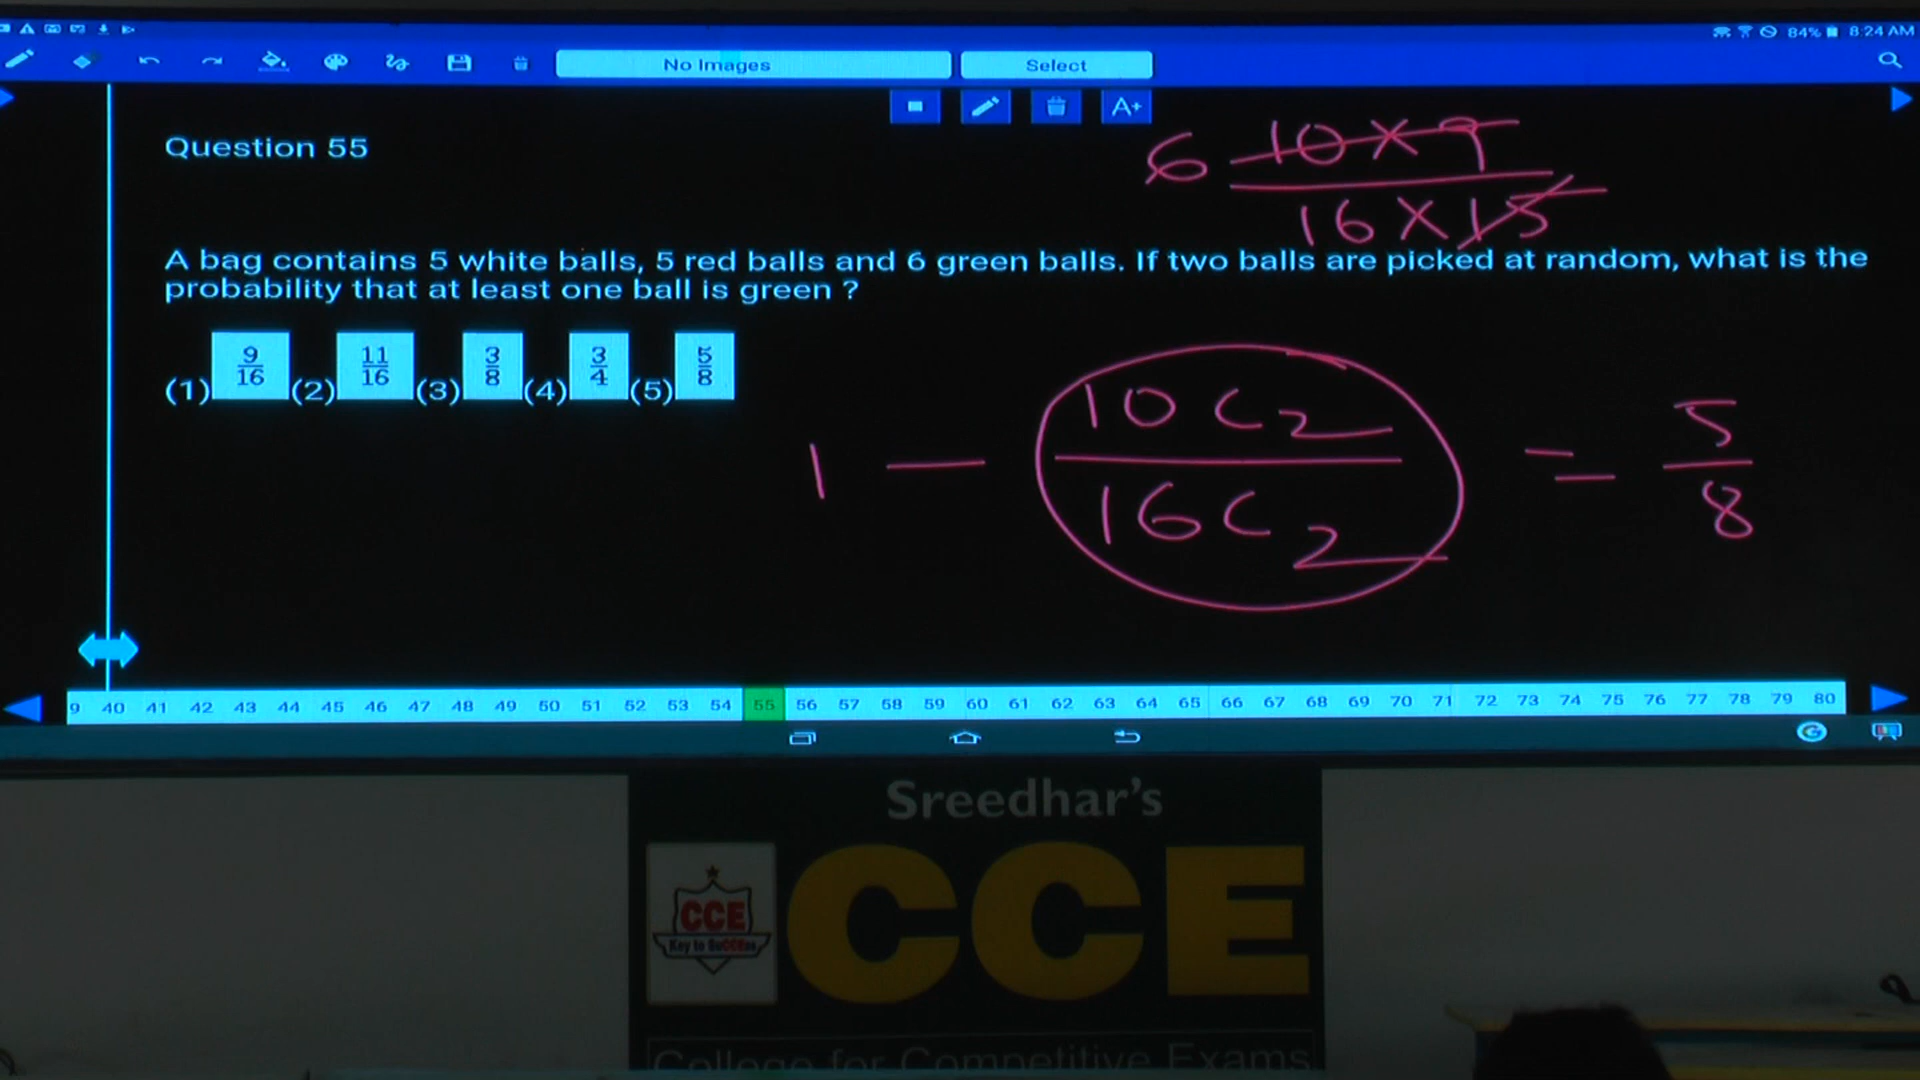 84% 8:24 AM
No Images Select
A+
Question 55
6 10 X 9
16 X 15
A bag contains 5 white balls, 5 red balls and 6 green balls. If two balls are picked at random, what is the
probability that at least one ball is green ?
(1) 9/16 (2) 11/16 (3) 3/8 (4) 3/4 (5) 5/8
1 — 10C2 / 16C2 = 5/8
9 40 41 42 43 44 45 46 47 48 49 50 51 52 53 54 55 56 57 58 59 60 61 62 63 64 65 66 67 68 69 70 71 72 73 74 75 76 77 78 79 80
Sreedhar's
CCE
Key to SuCCEss
CCE
College for Competitive Exams